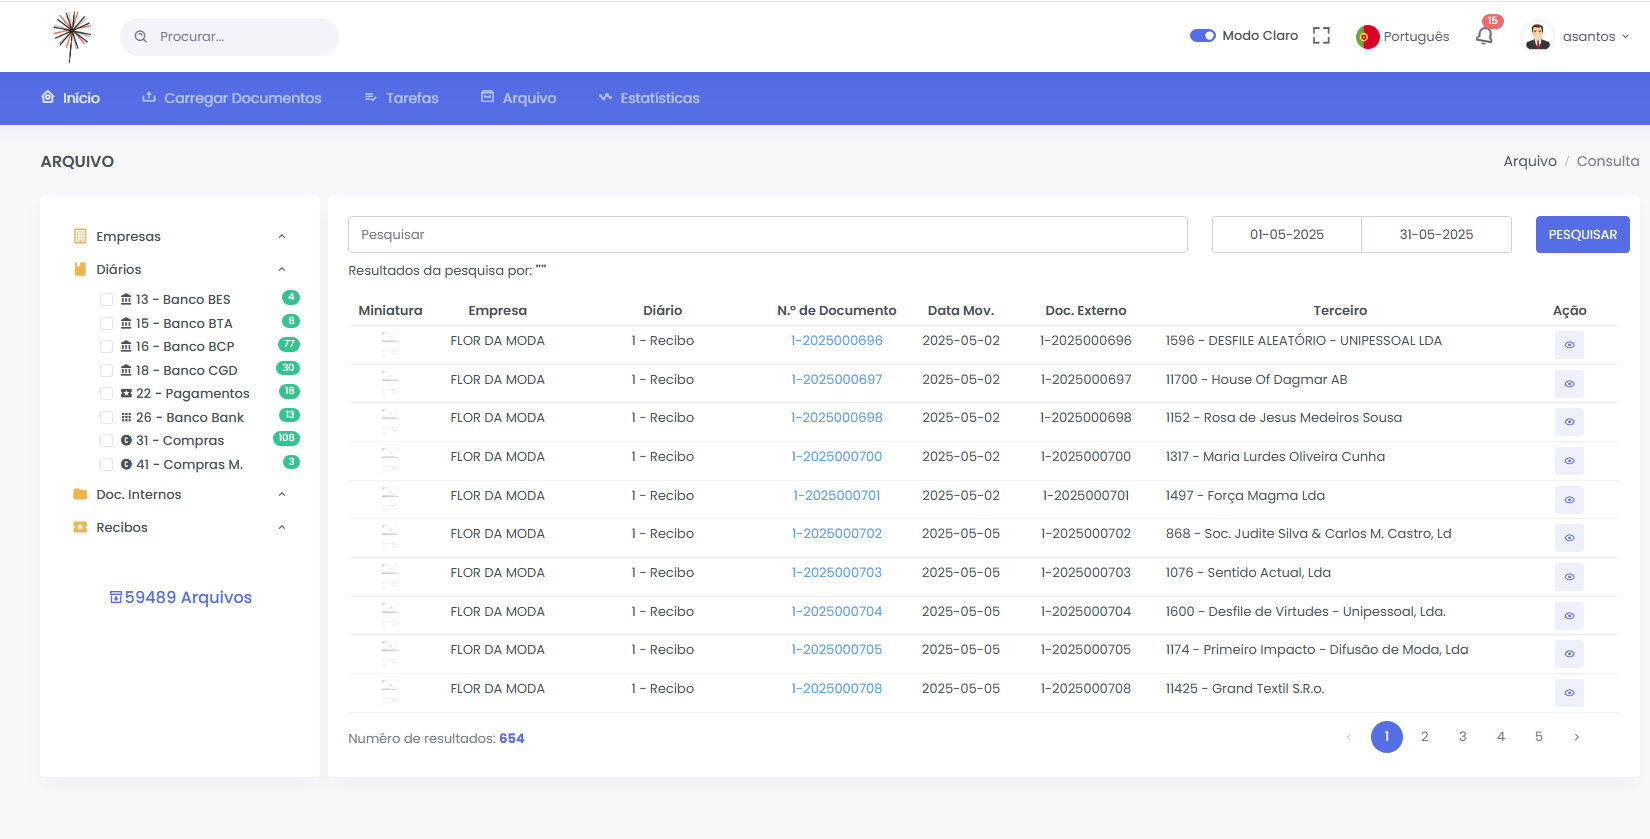 Procurar...
Modo Claro
Português
15
asantos
Início
Carregar Documentos
Tarefas
Arquivo
Estatísticas
ARQUIVO
Arquivo / Consulta
Empresas
Diários
13 - Banco BES 4
15 - Banco BTA 8
16 - Banco BCP 77
18 - Banco CGD 30
22 - Pagamentos 18
26 - Banco Bank 13
31 - Compras 108
41 - Compras M. 3
Doc. Internos
Recibos
59489 Arquivos
Pesquisar
01-05-2025
31-05-2025
PESQUISAR
Resultados da pesquisa por: ""
Miniatura Empresa Diário N.º de Documento Data Mov. Doc. Externo Terceiro Ação
FLOR DA MODA 1 - Recibo 1-2025000696 2025-05-02 1-2025000696 1596 - DESFILE ALEATÓRIO - UNIPESSOAL LDA
FLOR DA MODA 1 - Recibo 1-2025000697 2025-05-02 1-2025000697 11700 - House Of Dagmar AB
FLOR DA MODA 1 - Recibo 1-2025000698 2025-05-02 1-2025000698 1152 - Rosa de Jesus Medeiros Sousa
FLOR DA MODA 1 - Recibo 1-2025000700 2025-05-02 1-2025000700 1317 - Maria Lurdes Oliveira Cunha
FLOR DA MODA 1 - Recibo 1-2025000701 2025-05-02 1-2025000701 1497 - Força Magma Lda
FLOR DA MODA 1 - Recibo 1-2025000702 2025-05-05 1-2025000702 868 - Soc. Judite Silva & Carlos M. Castro, Ld
FLOR DA MODA 1 - Recibo 1-2025000703 2025-05-05 1-2025000703 1076 - Sentido Actual, Lda
FLOR DA MODA 1 - Recibo 1-2025000704 2025-05-05 1-2025000704 1600 - Desfile de Virtudes - Unipessoal, Lda.
FLOR DA MODA 1 - Recibo 1-2025000705 2025-05-05 1-2025000705 1174 - Primeiro Impacto - Difusão de Moda, Lda
FLOR DA MODA 1 - Recibo 1-2025000708 2025-05-05 1-2025000708 11425 - Grand Textil S.R.o.
Numéro de resultados: 654
‹ 1 2 3 4 5 ›